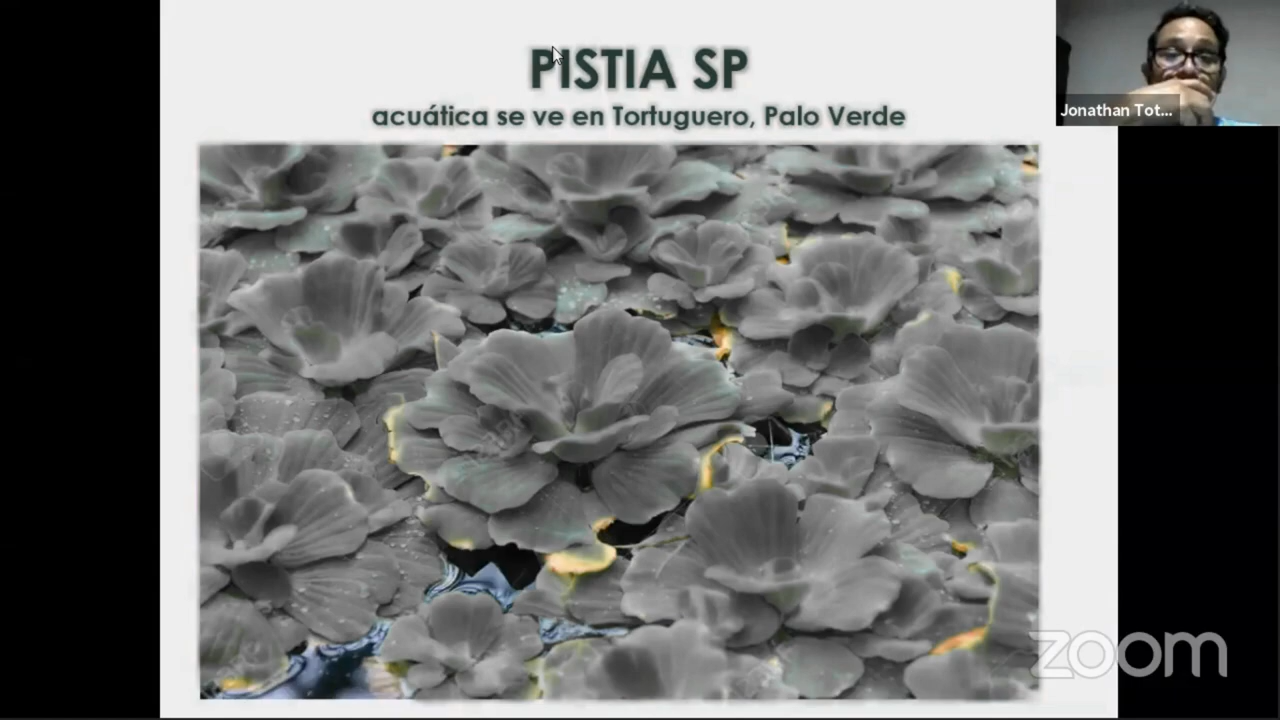 PISTIA SP
acuática se ve en Tortuguero, Palo Verde
Jonathan Tot...
zoom